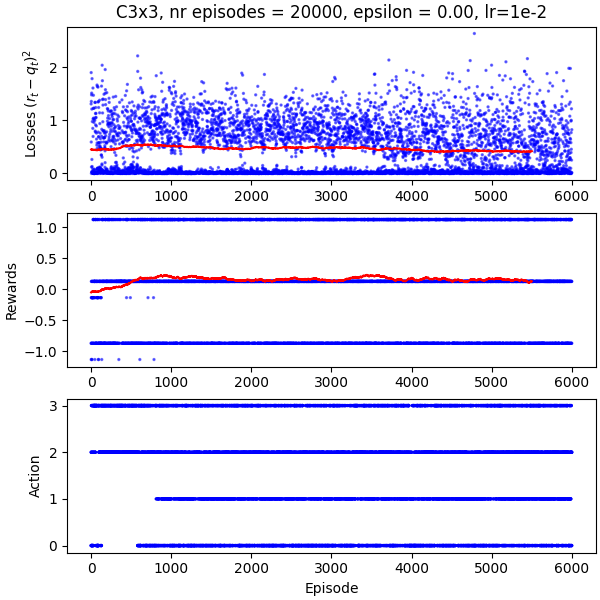 C3x3, nr episodes = 20000, epsilon = 0.00, lr=1e-2
Losses $(r_t - q_t)^2$
2
1
0
0 1000 2000 3000 4000 5000 6000
Rewards
1.0
0.5
0.0
−0.5
−1.0
0 1000 2000 3000 4000 5000 6000
Action
3
2
1
0
0 1000 2000 3000 4000 5000 6000
Episode